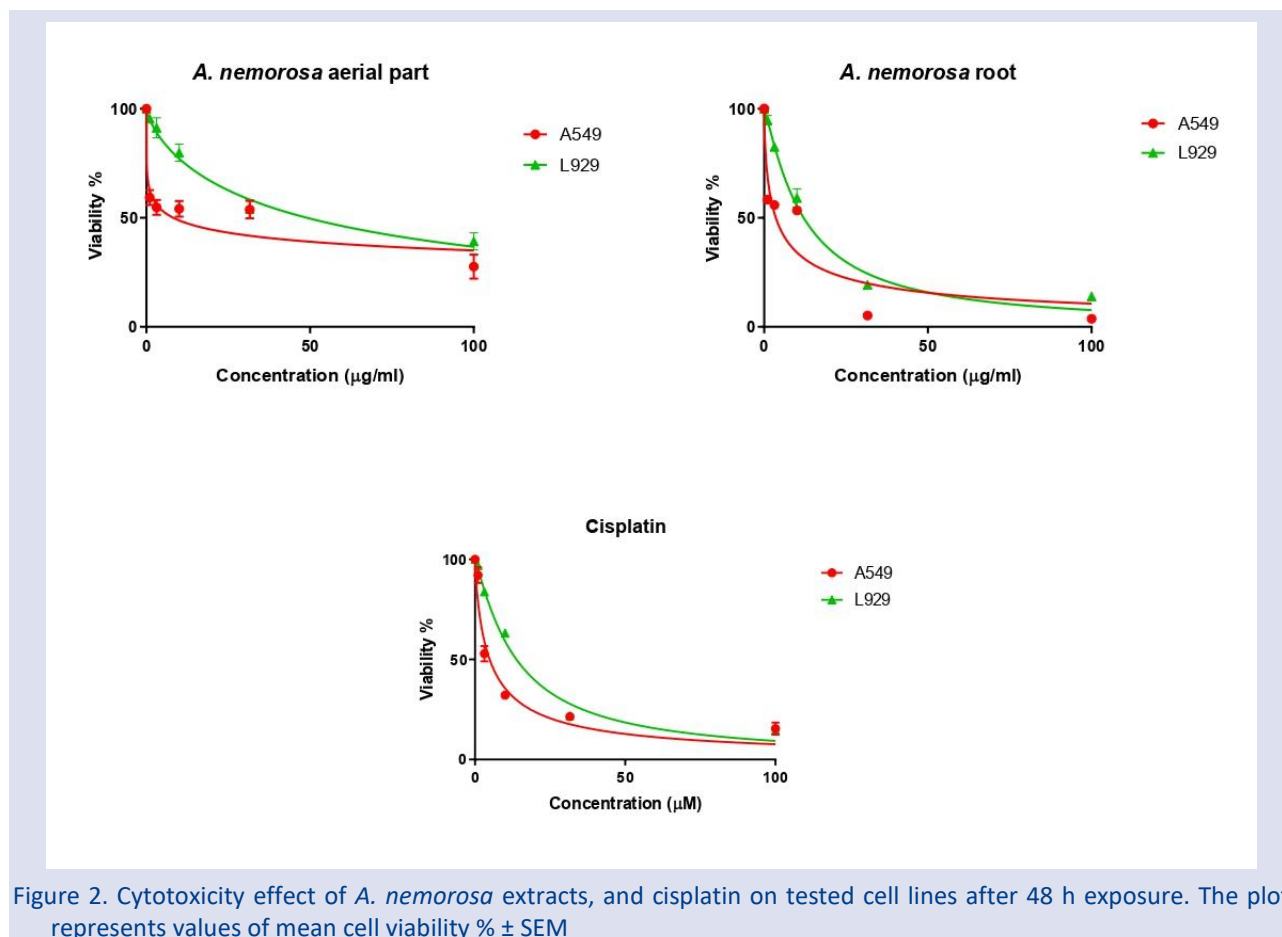 A. nemorosa aerial part
100
50
0
Viability %
0 50 100
Concentration (μg/ml)
A549
L929
A. nemorosa root
100
50
0
Viability %
0 50 100
Concentration (μg/ml)
A549
L929
Cisplatin
100
50
0
Viability %
0 50 100
Concentration (μM)
A549
L929
Figure 2. Cytotoxicity effect of A. nemorosa extracts, and cisplatin on tested cell lines after 48 h exposure. The plot
represents values of mean cell viability % ± SEM